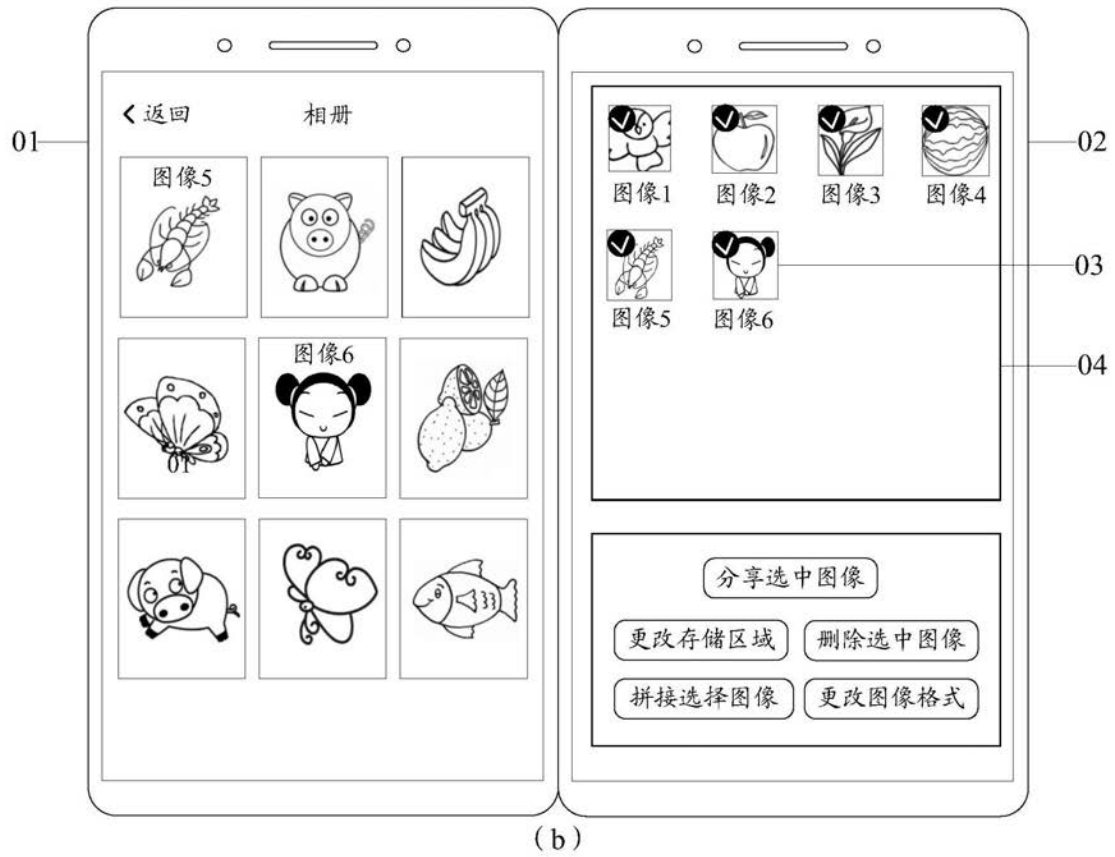 返回 相册
01
图像5
01
图像6
图像1 图像2 图像3 图像4
02
图像5 图像6
03
04
分享选中图像
更改存储区域 删除选中图像
拼接选择图像 更改图像格式
(b)